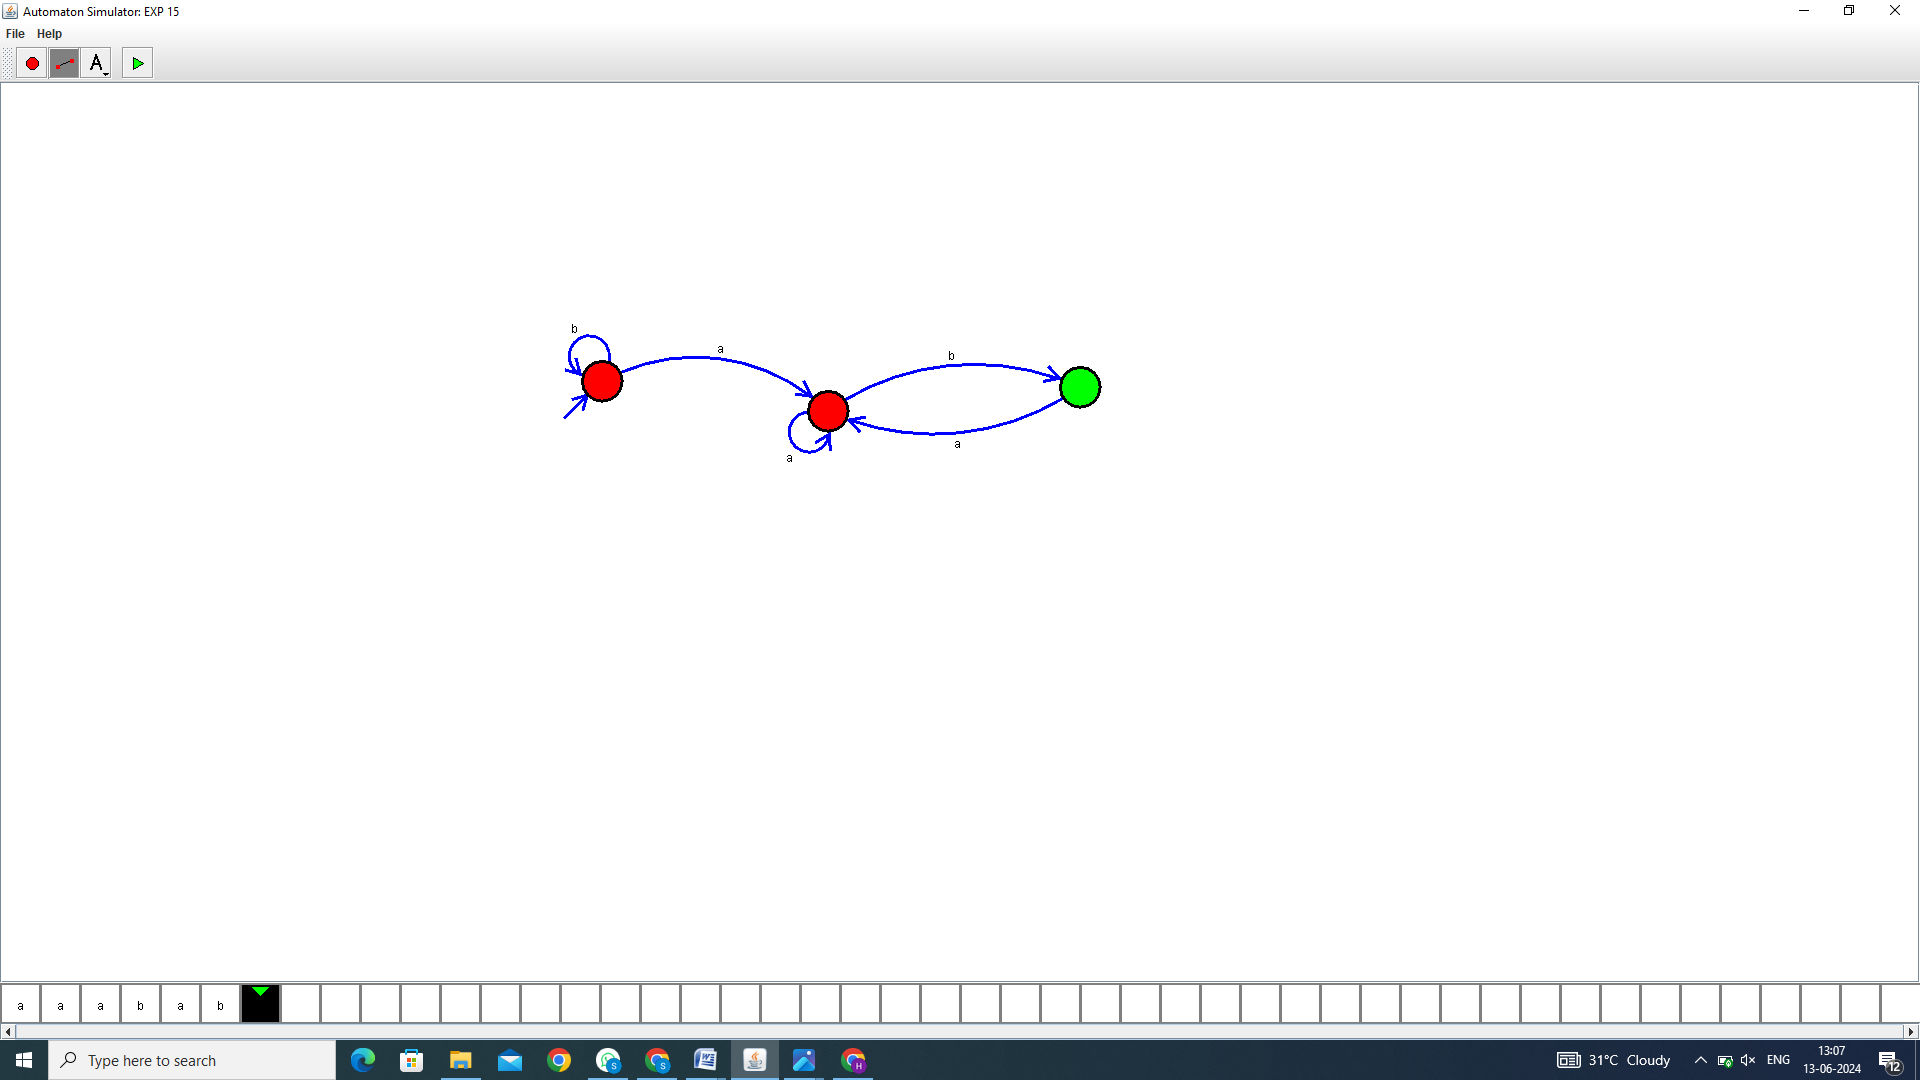 Automaton Simulator: EXP 15
File Help
A
b
a
b
a
a
a a a b a b
Type here to search
31°C Cloudy
ENG
13:07
13-06-2024
12